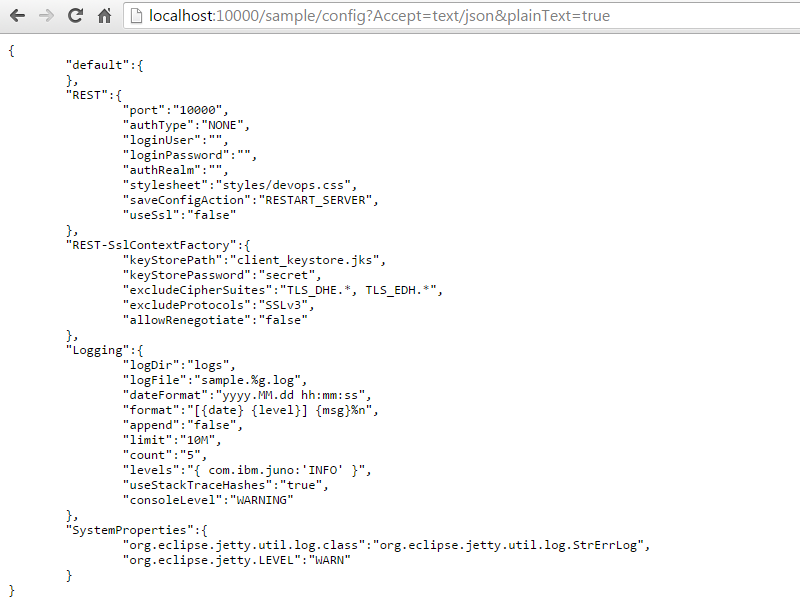 localhost:10000/sample/config?Accept=text/json&plainText=true
{
	"default":{
	},
	"REST":{
		"port":"10000",
		"authType":"NONE",
		"loginUser":"",
		"loginPassword":"",
		"authRealm":"",
		"stylesheet":"styles/devops.css",
		"saveConfigAction":"RESTART_SERVER",
		"useSsl":"false"
	},
	"REST-SslContextFactory":{
		"keyStorePath":"client_keystore.jks",
		"keyStorePassword":"secret",
		"excludeCipherSuites":"TLS_DHE.*, TLS_EDH.*",
		"excludeProtocols":"SSLv3",
		"allowRenegotiate":"false"
	},
	"Logging":{
		"logDir":"logs",
		"logFile":"sample.%g.log",
		"dateFormat":"yyyy.MM.dd hh:mm:ss",
		"format":"[{date} {level}] {msg}%n",
		"append":"false",
		"limit":"10M",
		"count":"5",
		"levels":"{ com.ibm.juno:'INFO' }",
		"useStackTraceHashes":"true",
		"consoleLevel":"WARNING"
	},
	"SystemProperties":{
		"org.eclipse.jetty.util.log.class":"org.eclipse.jetty.util.log.StrErrLog",
		"org.eclipse.jetty.LEVEL":"WARN"
	}
}